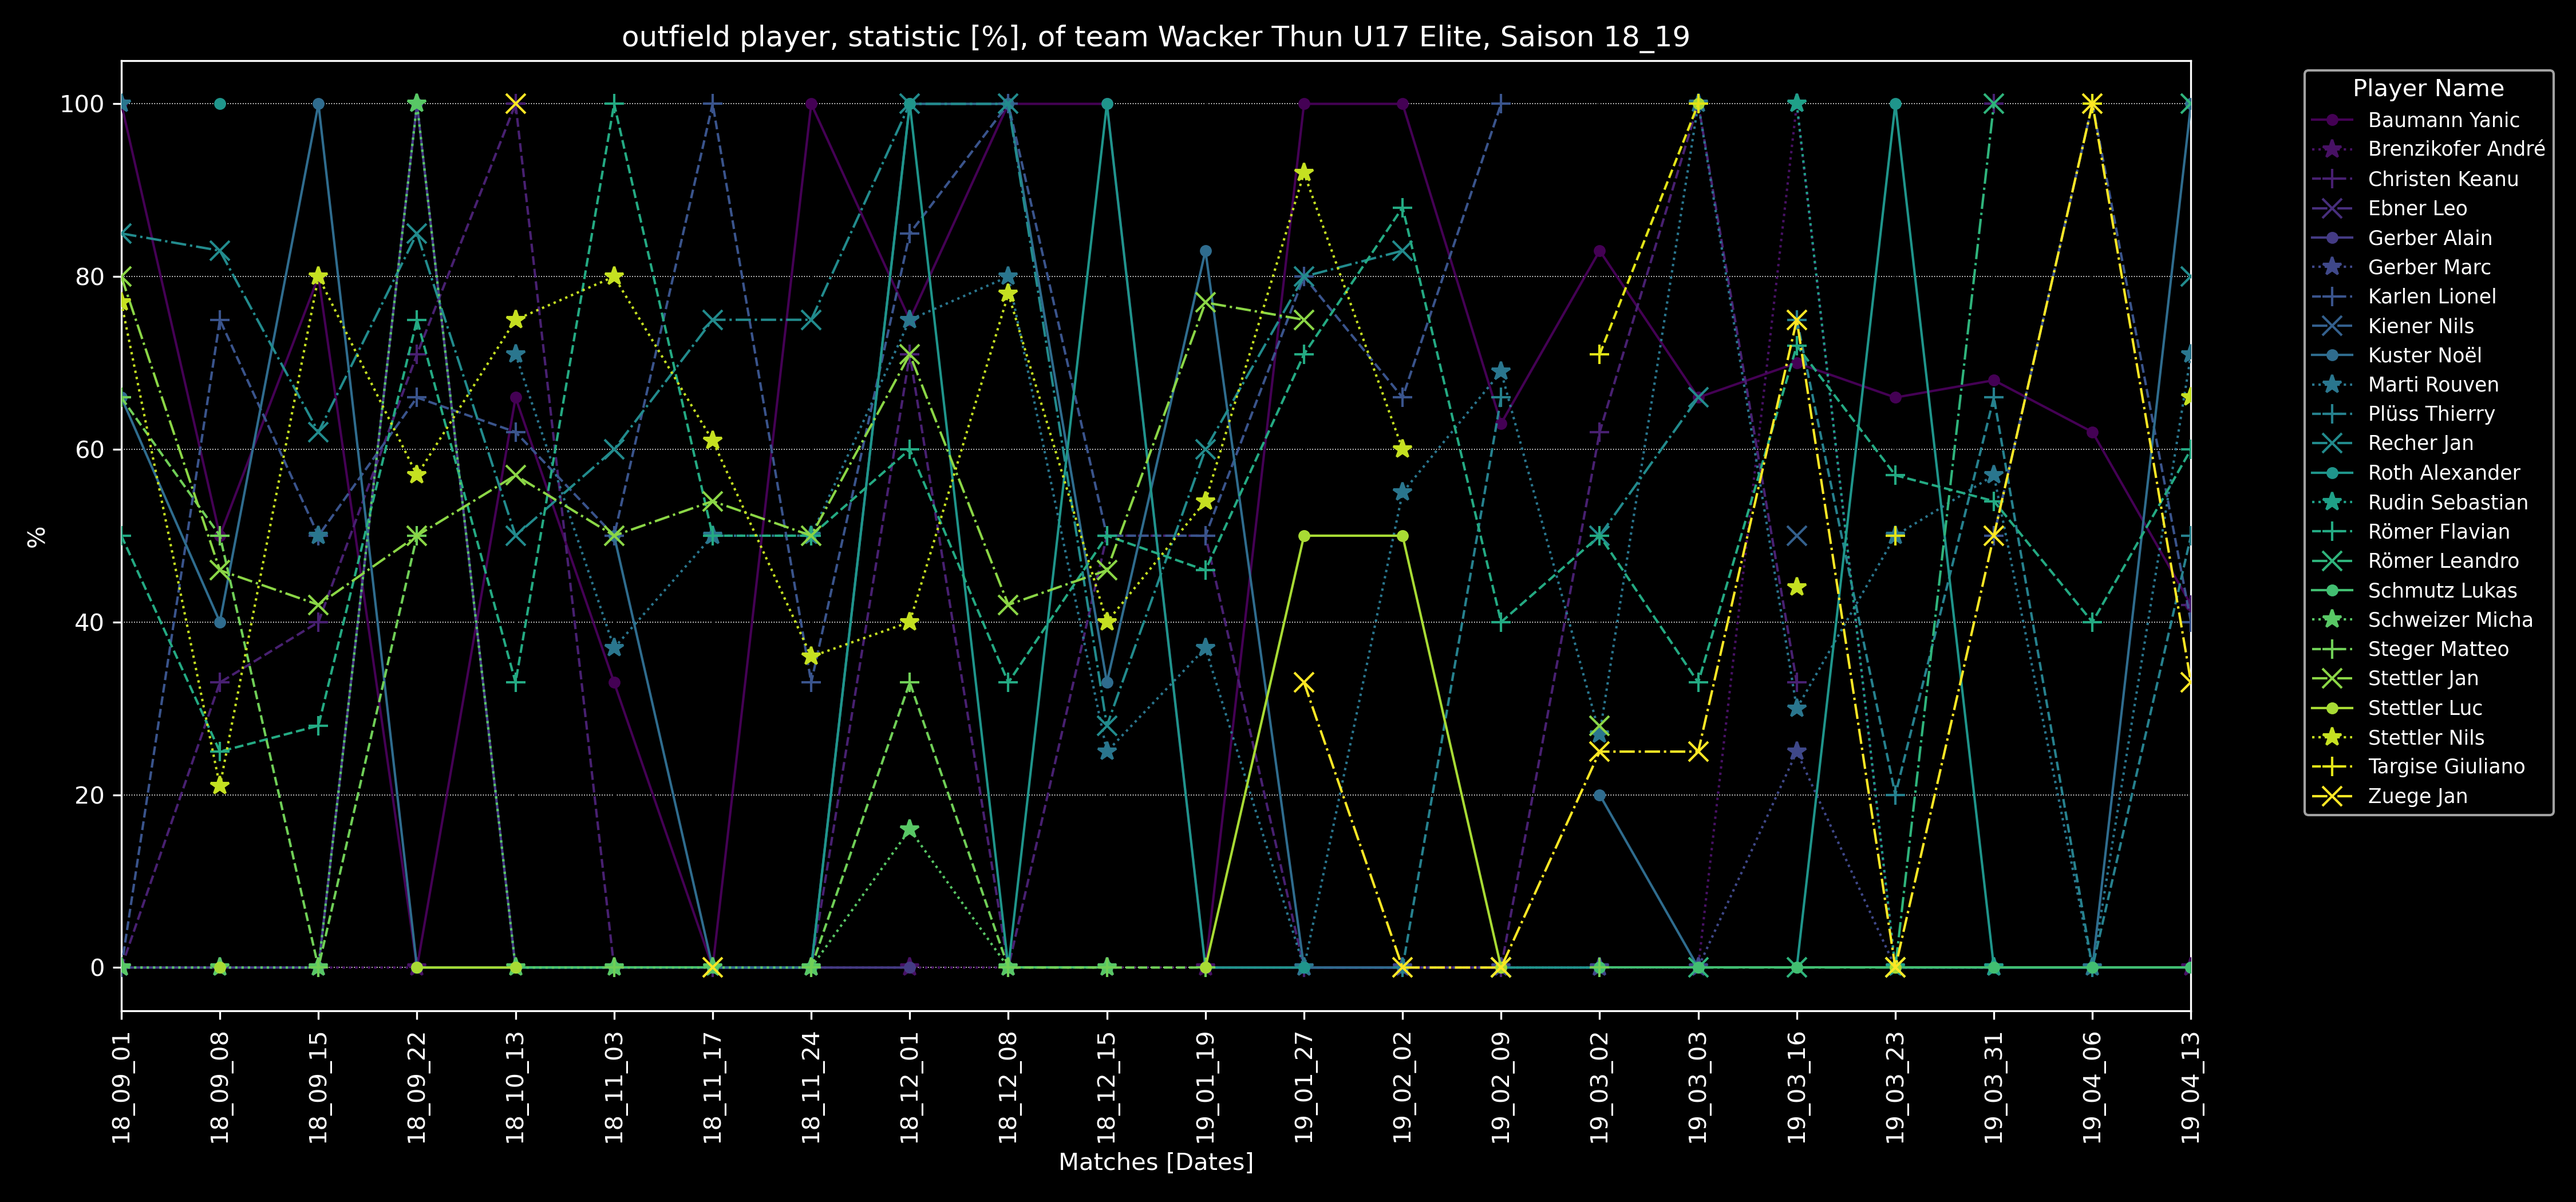 outfield player, statistic [%], of team Wacker Thun U17 Elite, Saison 18_19
%
100
80
60
40
20
0
18_09_01
18_09_08
18_09_15
18_09_22
18_10_13
18_11_03
18_11_17
18_11_24
18_12_01
18_12_08
18_12_15
19_01_19
19_01_27
19_02_02
19_02_09
19_03_02
19_03_03
19_03_16
19_03_23
19_03_31
19_04_06
19_04_13
Matches [Dates]
Player Name
Baumann Yanic
Brenzikofer André
Christen Keanu
Ebner Leo
Gerber Alain
Gerber Marc
Karlen Lionel
Kiener Nils
Kuster Noël
Marti Rouven
Plüss Thierry
Recher Jan
Roth Alexander
Rudin Sebastian
Römer Flavian
Römer Leandro
Schmutz Lukas
Schweizer Micha
Steger Matteo
Stettler Jan
Stettler Luc
Stettler Nils
Targise Giuliano
Zuege Jan